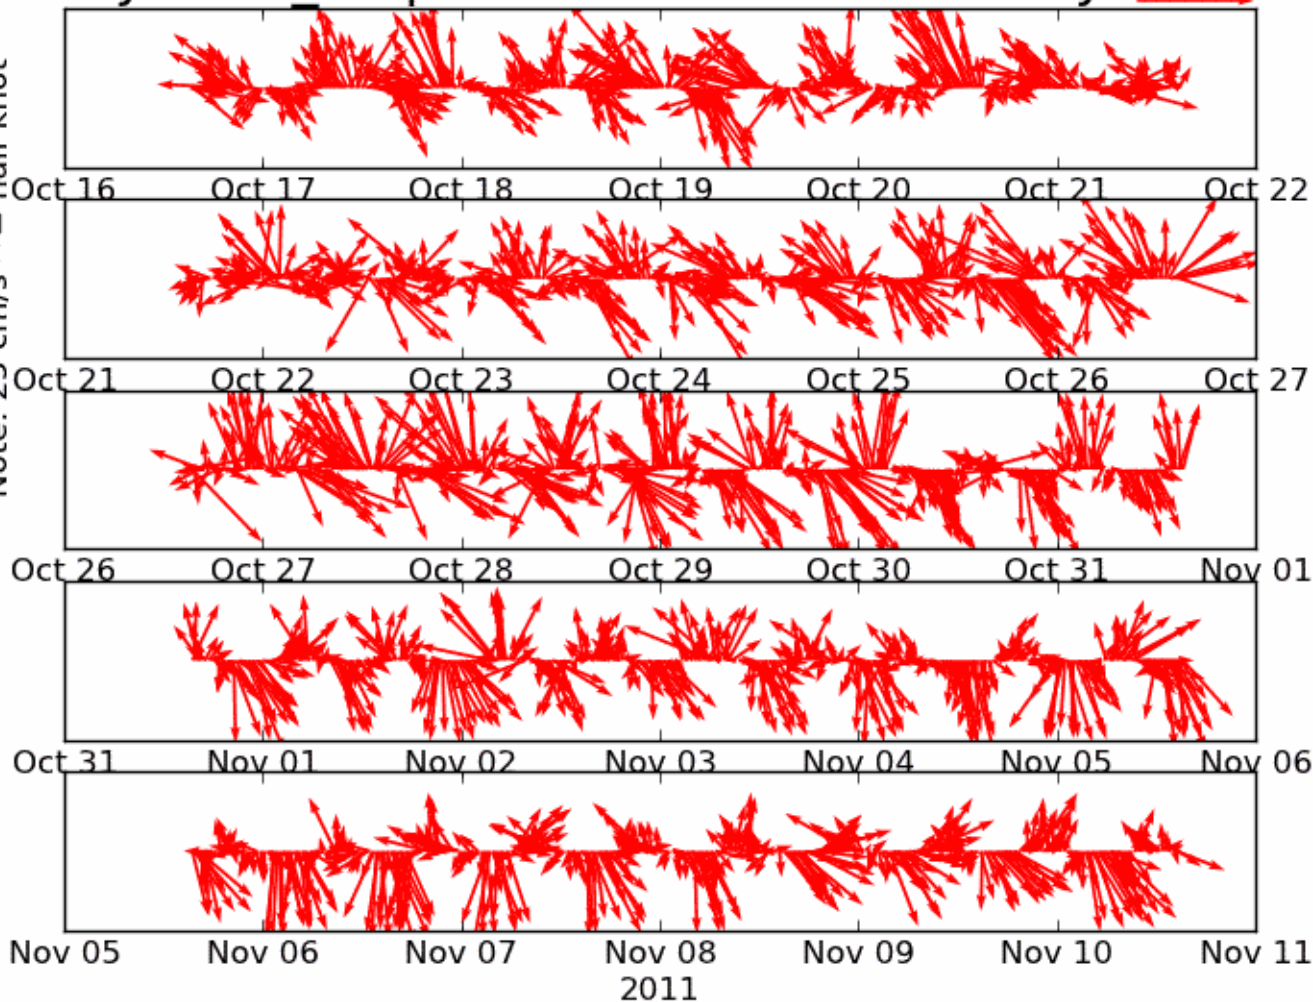 Oct 16 Oct 17 Oct 18 Oct 19 Oct 20 Oct 21 Oct 22
Oct 21 Oct 22 Oct 23 Oct 24 Oct 25 Oct 26 Oct 27
Oct 26 Oct 27 Oct 28 Oct 29 Oct 30 Oct 31 Nov 01
Oct 31 Nov 01 Nov 02 Nov 03 Nov 04 Nov 05 Nov 06
Nov 05 Nov 06 Nov 07 Nov 08 Nov 09 Nov 10 Nov 11
2011